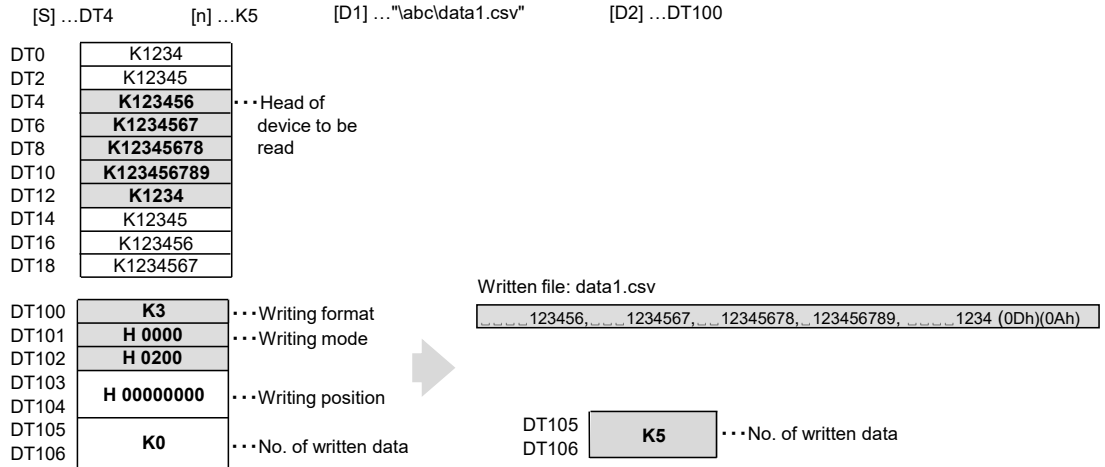 [S] …DT4 [n] …K5 [D1] …"\abc\data1.csv" [D2] …DT100
DT0 K1234
DT2 K12345
DT4 K123456 ･･･Head of
DT6 K1234567 device to be
DT8 K12345678 read
DT10 K123456789
DT12 K1234
DT14 K12345
DT16 K123456
DT18 K1234567
Written file: data1.csv
DT100 K3 ･･･Writing format
␣␣␣␣123456,␣␣␣1234567,␣␣12345678,␣123456789, ␣␣␣␣1234 (0Dh)(0Ah)
DT101 H 0000 ･･･Writing mode
DT102 H 0200
DT103
DT104 H 00000000 ･･･Writing position
DT105
DT106 K0 ･･･No. of written data
DT105
DT106 K5 ･･･No. of written data